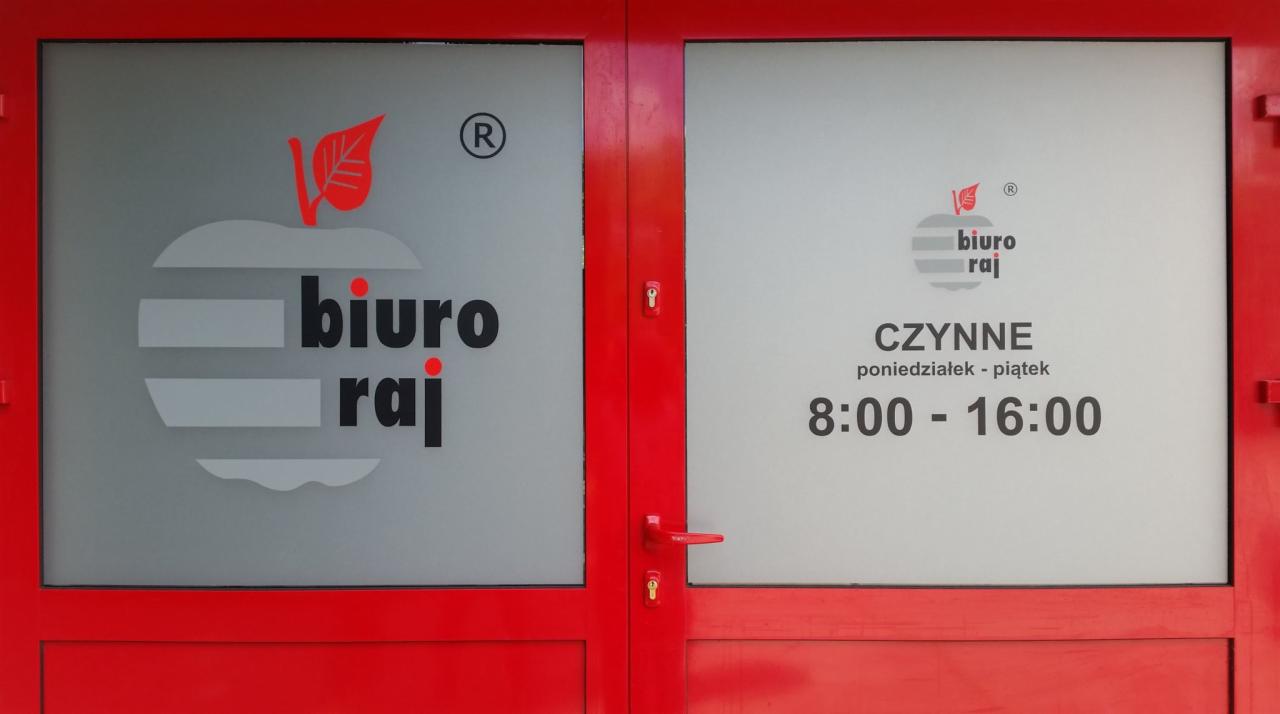 ®
biuro
raj
®
biuro
raj
CZYNNE
poniedziałek - piątek
8:00 - 16:00